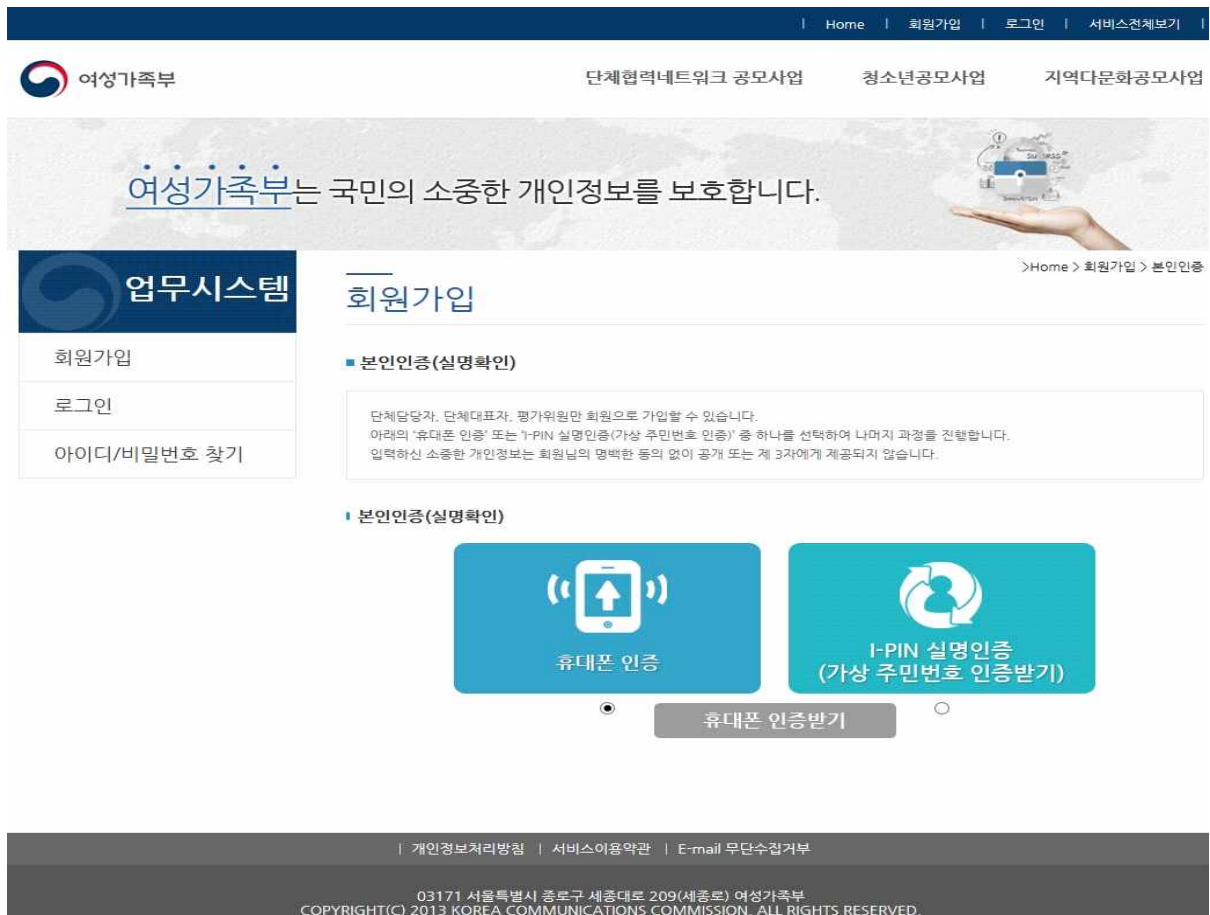 | Home | 회원가입 | 로그인 | 서비스전체보기 |
여성가족부
단체협력네트워크 공모사업 청소년공모사업 지역다문화공모사업
여성가족부는 국민의 소중한 개인정보를 보호합니다.
업무시스템
회원가입
로그인
아이디/비밀번호 찾기
>Home > 회원가입 > 본인인증
회원가입
본인인증(실명확인)
단체담당자, 단체대표자, 평가위원만 회원으로 가입할 수 있습니다.
아래의 '휴대폰 인증' 또는 'I-PIN 실명인증(가상 주민번호 인증)' 중 하나를 선택하여 나머지 과정을 진행합니다.
입력하신 소중한 개인정보는 회원님의 명백한 동의 없이 공개 또는 제 3자에게 제공되지 않습니다.
본인인증(실명확인)
휴대폰 인증
I-PIN 실명인증
(가상 주민번호 인증받기)
휴대폰 인증받기
| 개인정보처리방침 | 서비스이용약관 | E-mail 무단수집거부
03171 서울특별시 종로구 세종대로 209(세종로) 여성가족부
COPYRIGHT(C) 2013 KOREA COMMUNICATIONS COMMISSION. ALL RIGHTS RESERVED.